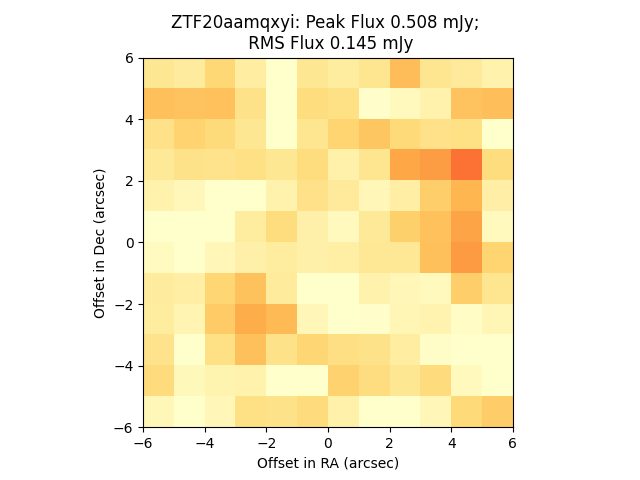 ZTF20aamqxyi: Peak Flux 0.508 mJy;
RMS Flux 0.145 mJy
6
4
2
0
−2
−4
−6
Offset in Dec (arcsec)
−6 −4 −2 0 2 4 6
Offset in RA (arcsec)